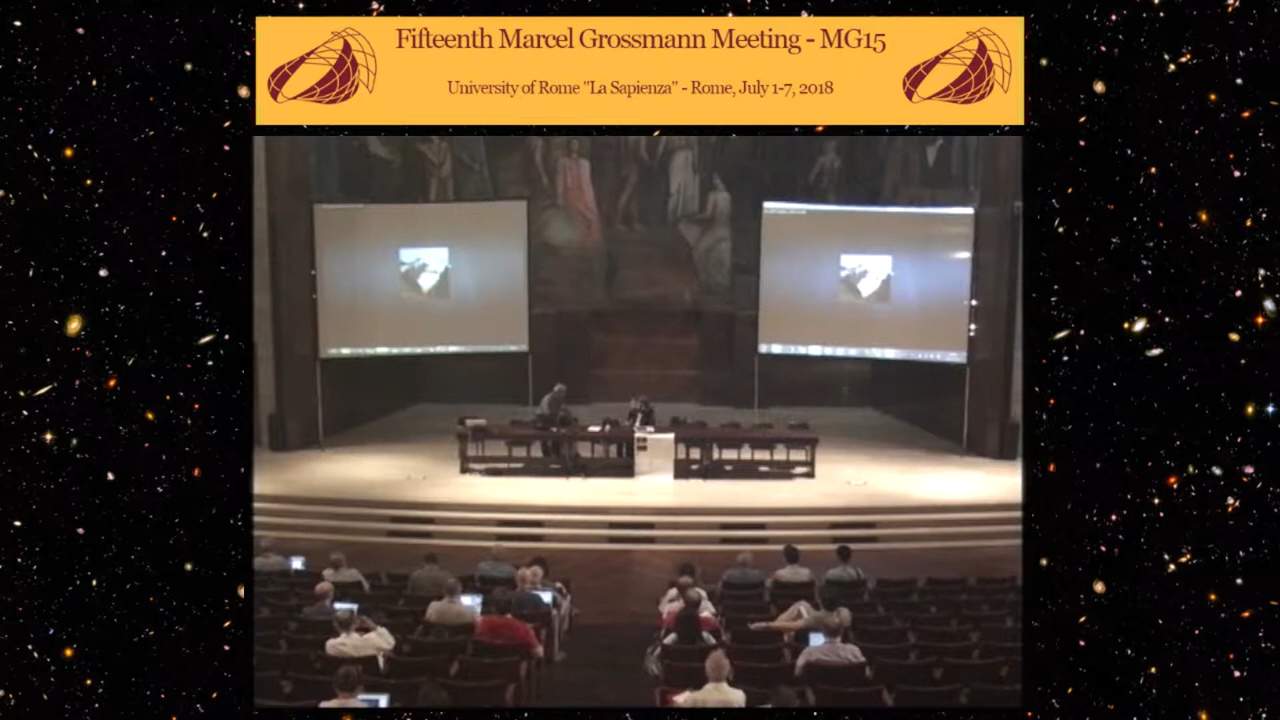 Fifteenth Marcel Grossmann Meeting - MG15
University of Rome "La Sapienza" - Rome, July 1-7, 2018